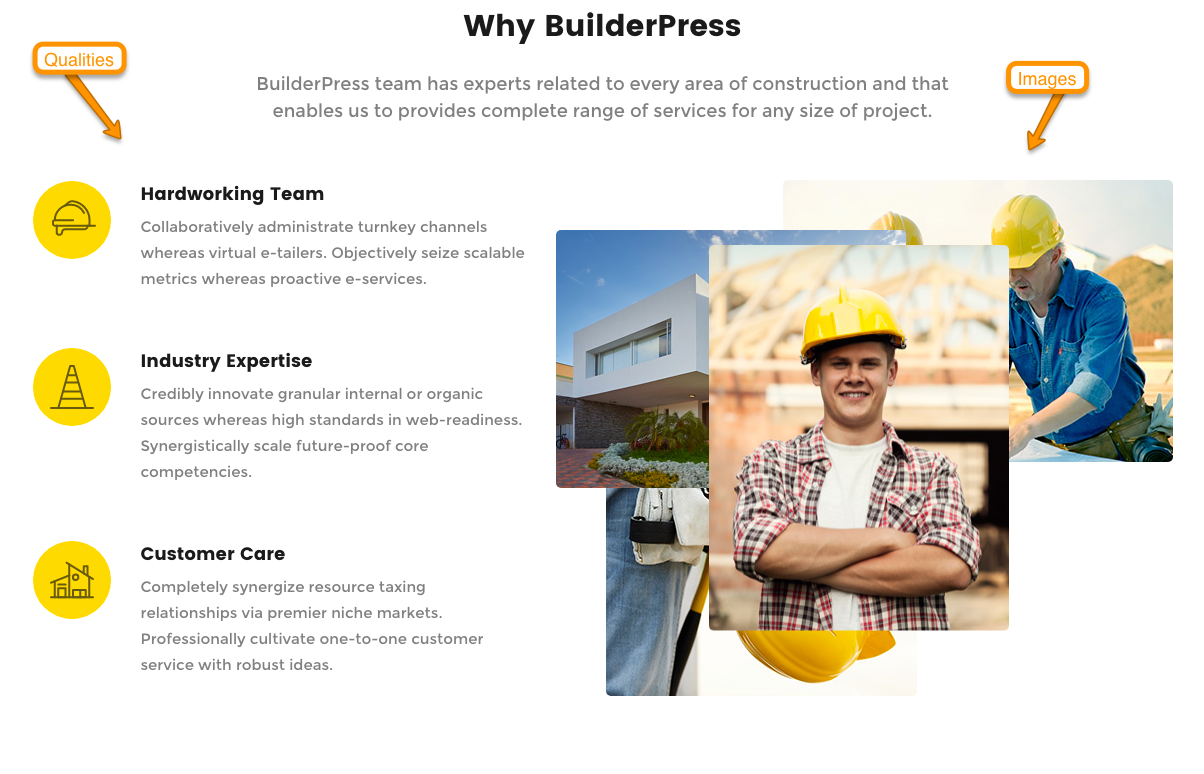 Why BuilderPress
Qualities
Images
BuilderPress team has experts related to every area of construction and that
enables us to provides complete range of services for any size of project.
Hardworking Team
Collaboratively administrate turnkey channels
whereas virtual e-tailers. Objectively seize scalable
metrics whereas proactive e-services.
Industry Expertise
Credibly innovate granular internal or organic
sources whereas high standards in web-readiness.
Synergistically scale future-proof core
competencies.
Customer Care
Completely synergize resource taxing
relationships via premier niche markets.
Professionally cultivate one-to-one customer
service with robust ideas.